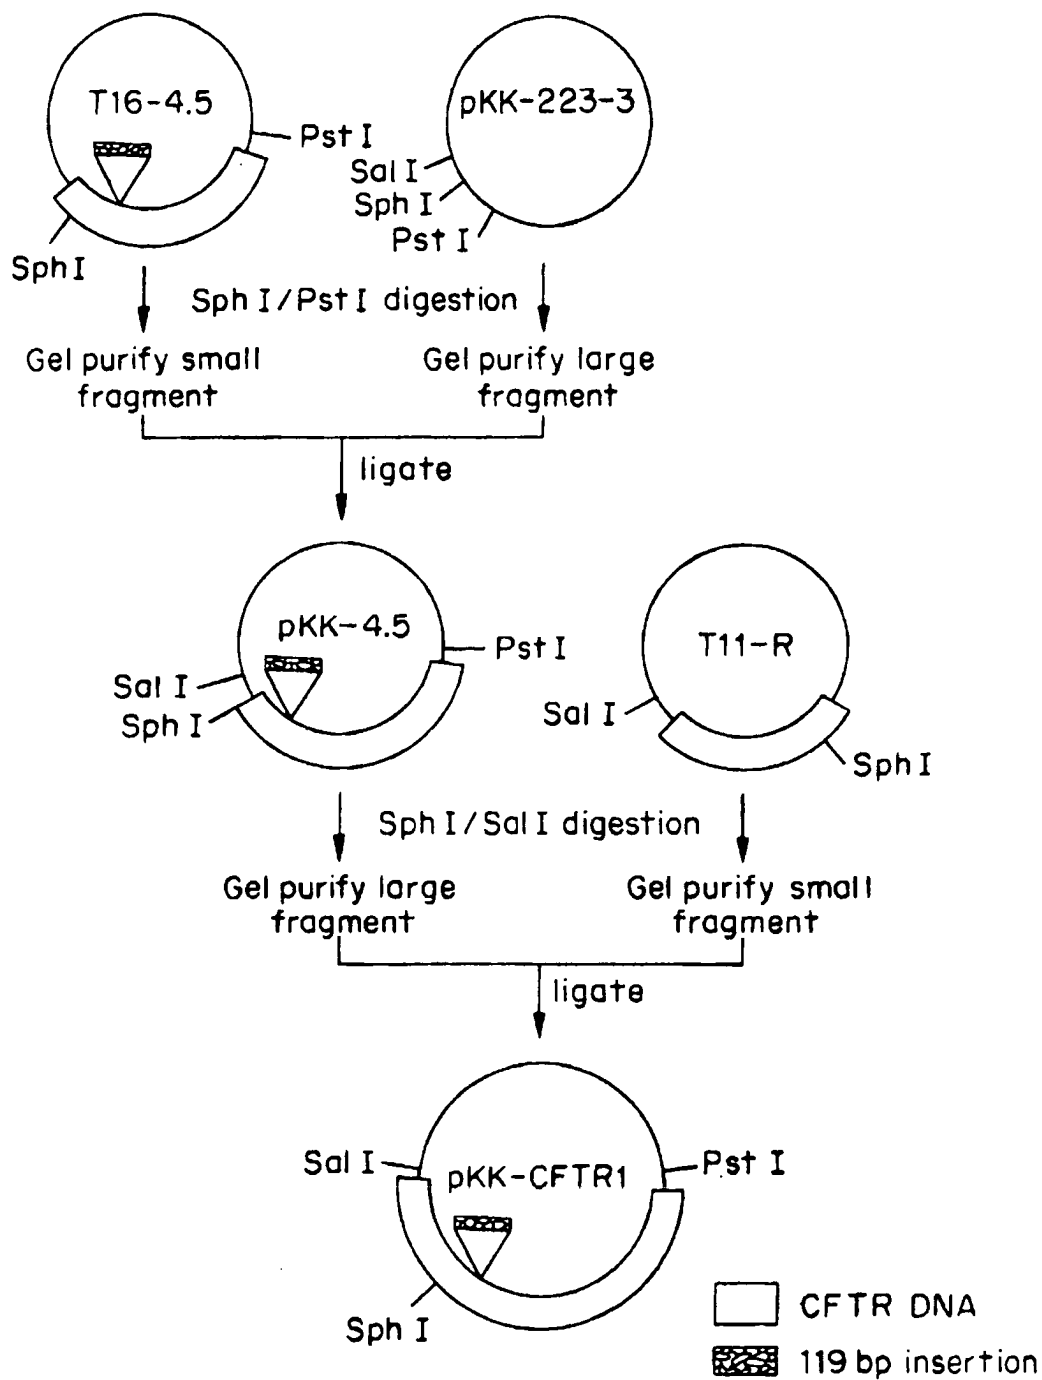 T16-4.5
pKK-223-3
Pst I
Sal I
Sph I
Pst I
Sph I
Sph I/Pst I digestion
Gel purify small
fragment
Gel purify large
fragment
ligate
pKK-4.5
T11-R
Pst I
Sal I
Sph I
Sal I
Sph I
Sph I/Sal I digestion
Gel purify large
fragment
Gel purify small
fragment
ligate
Sal I
pKK-CFTR1
Pst I
Sph I
CFTR DNA
119 bp insertion